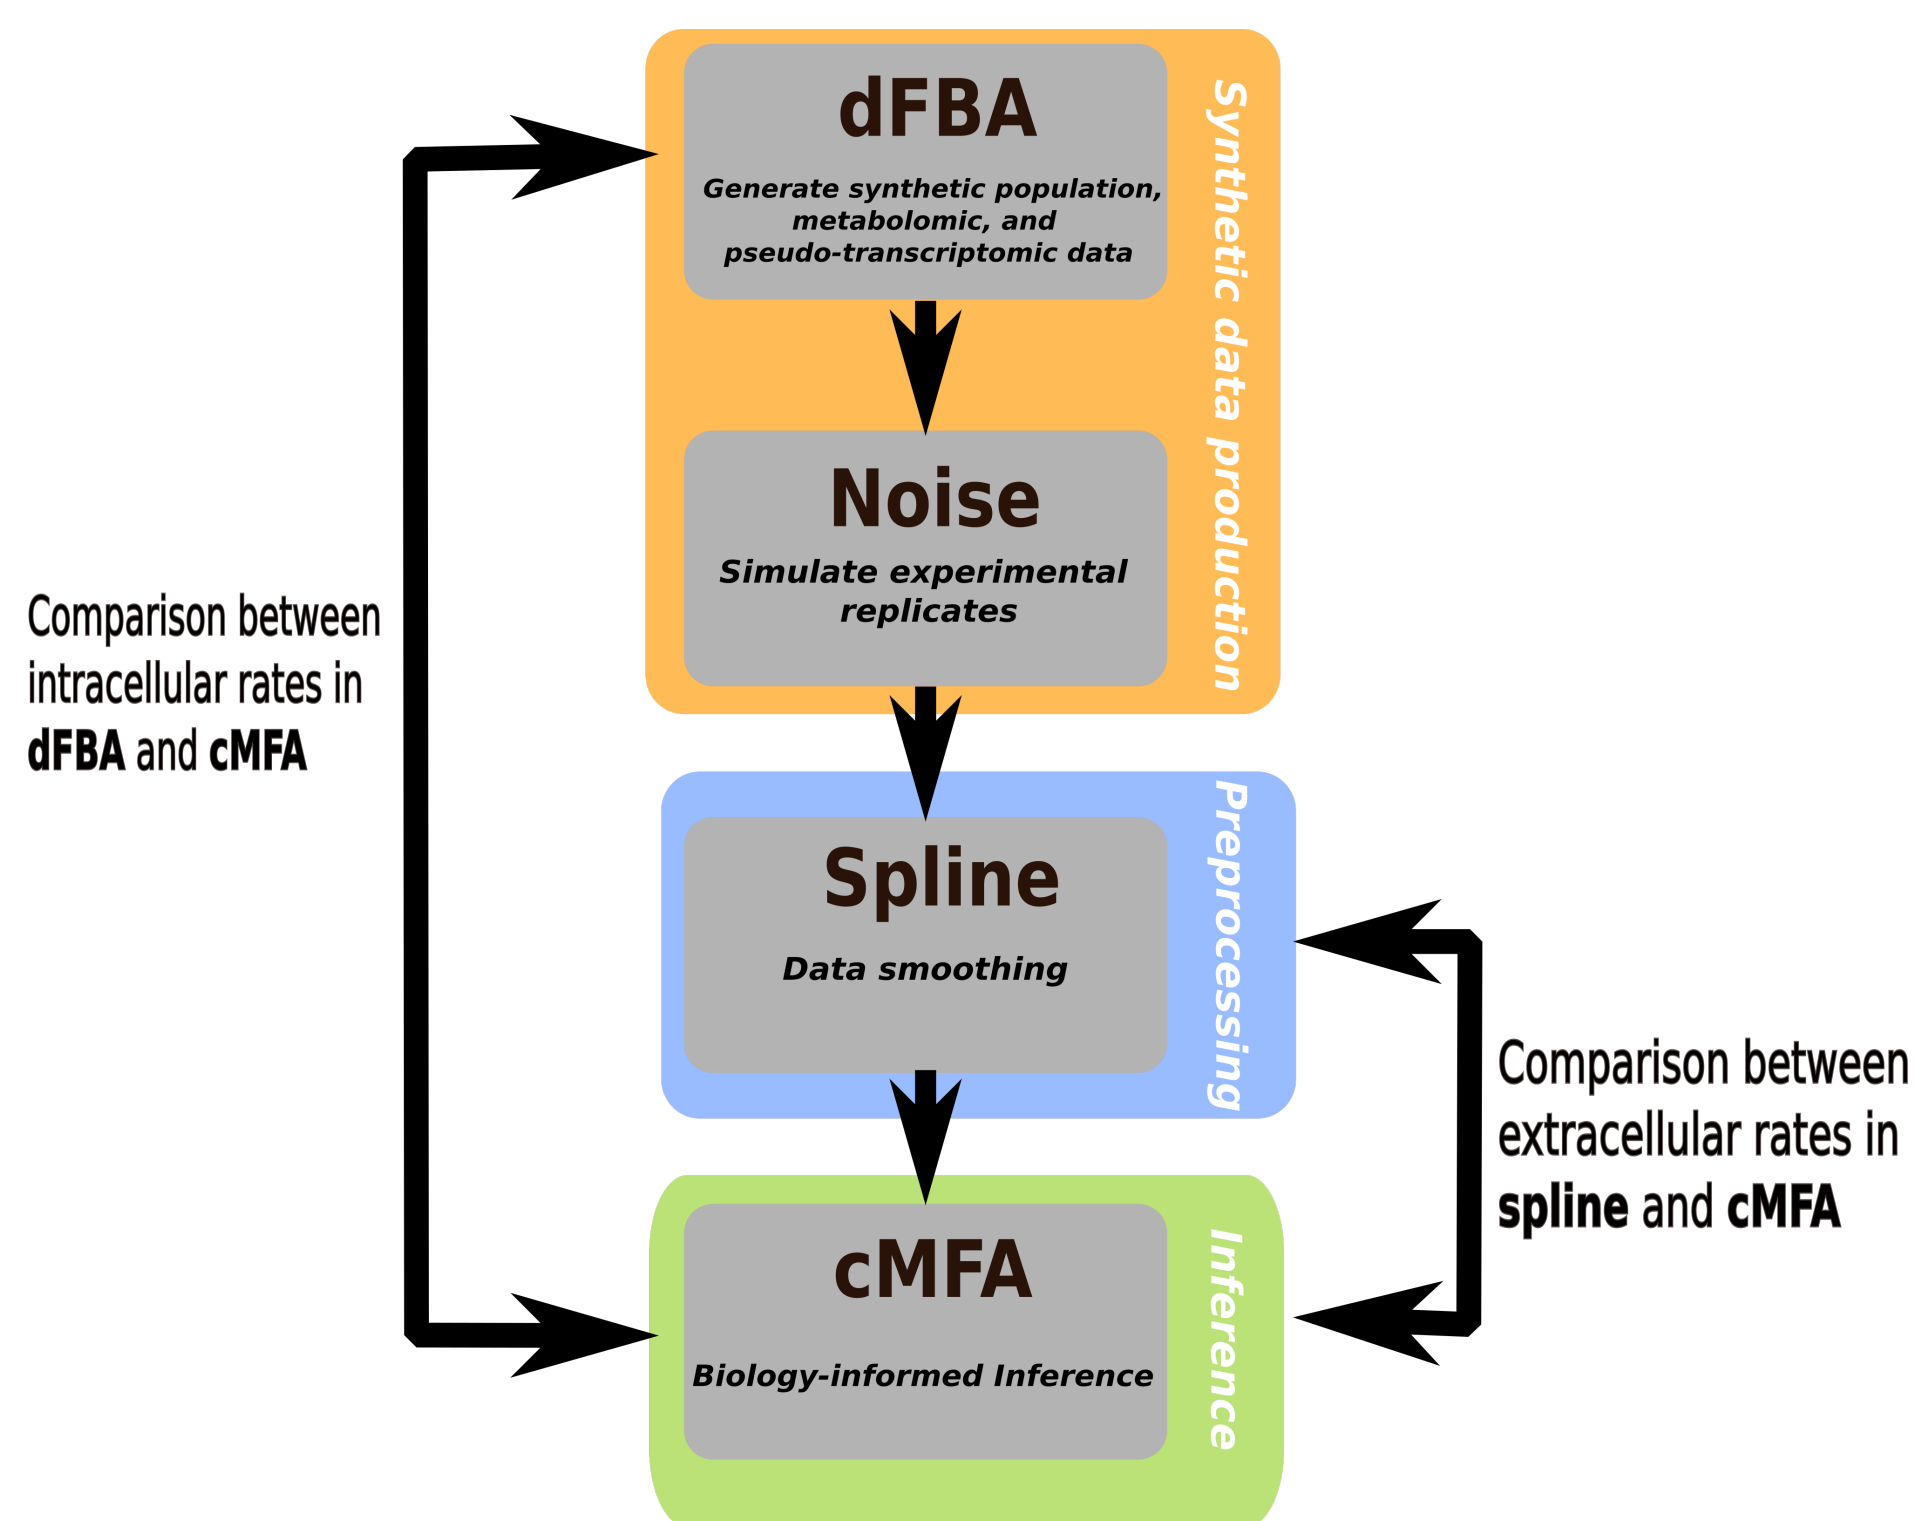 dFBA
Generate synthetic population,
metabolomic, and
pseudo-transcriptomic data
Noise
Simulate experimental
replicates
Synthetic data production
Comparison between
intracellular rates in
dFBA and cMFA
Spline
Data smoothing
Preprocessing
Comparison between
extracellular rates in
spline and cMFA
cMFA
Biology-informed Inference
Inference